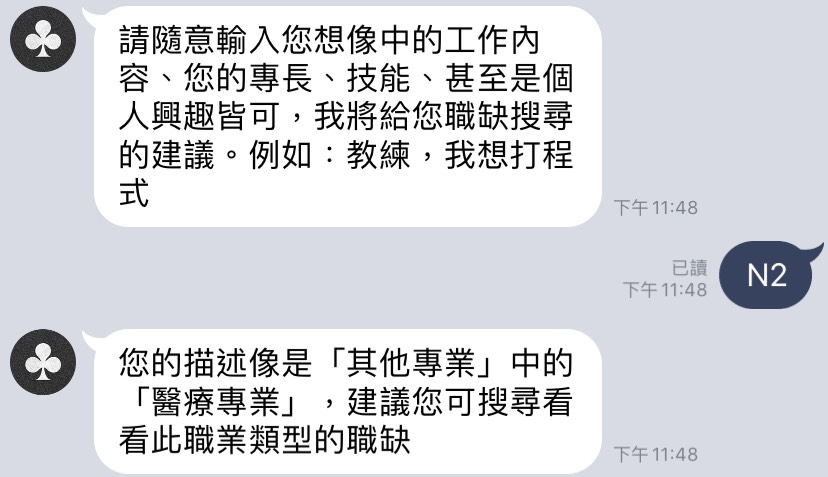 請隨意輸入您想像中的工作內
容、您的專長、技能、甚至是個
人興趣皆可，我將給您職缺搜尋
的建議。例如：教練，我想打程
式
下午 11:48
已讀
下午 11:48
N2
您的描述像是「其他專業」中的
「醫療專業」，建議您可搜尋看
看此職業類型的職缺
下午 11:48